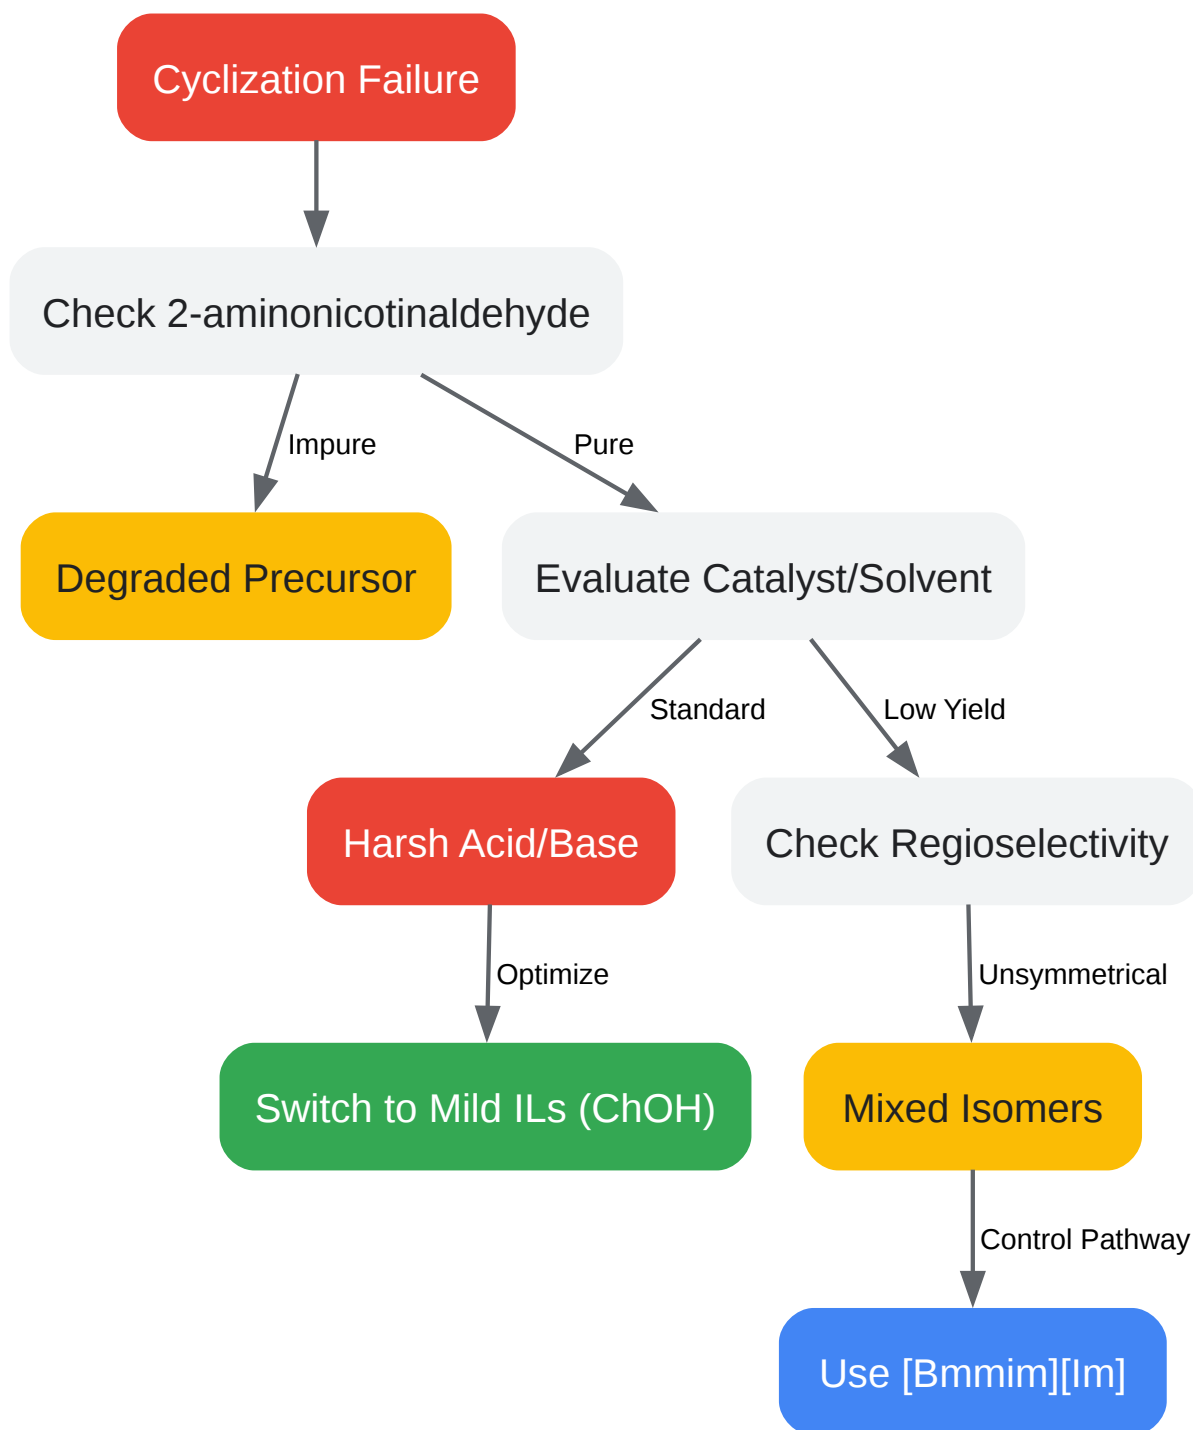 Cyclization Failure
Check 2-aminonicotinaldehyde
Impure
Pure
Degraded Precursor
Evaluate Catalyst/Solvent
Standard
Low Yield
Harsh Acid/Base
Check Regioselectivity
Optimize
Unsymmetrical
Switch to Mild ILs (ChOH)
Mixed Isomers
Control Pathway
Use [Bmmim][Im]